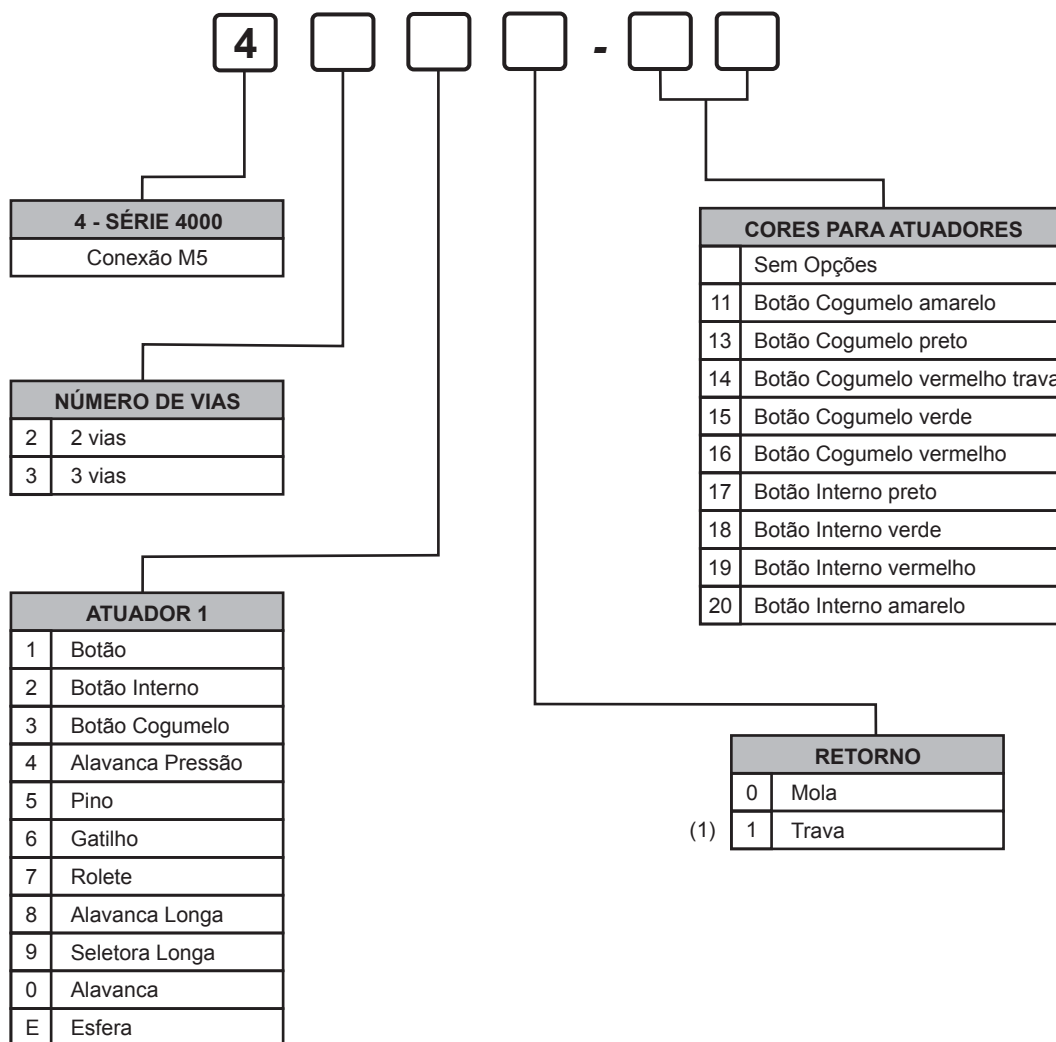 4 -
4 - SÉRIE 4000
Conexão M5
NÚMERO DE VIAS
2 2 vias
3 3 vias
ATUADOR 1
1 Botão
2 Botão Interno
3 Botão Cogumelo
4 Alavanca Pressão
5 Pino
6 Gatilho
7 Rolete
8 Alavanca Longa
9 Seletora Longa
0 Alavanca
E Esfera
CORES PARA ATUADORES
Sem Opções
11 Botão Cogumelo amarelo
13 Botão Cogumelo preto
14 Botão Cogumelo vermelho trava
15 Botão Cogumelo verde
16 Botão Cogumelo vermelho
17 Botão Interno preto
18 Botão Interno verde
19 Botão Interno vermelho
20 Botão Interno amarelo
RETORNO
0 Mola
(1) 1 Trava